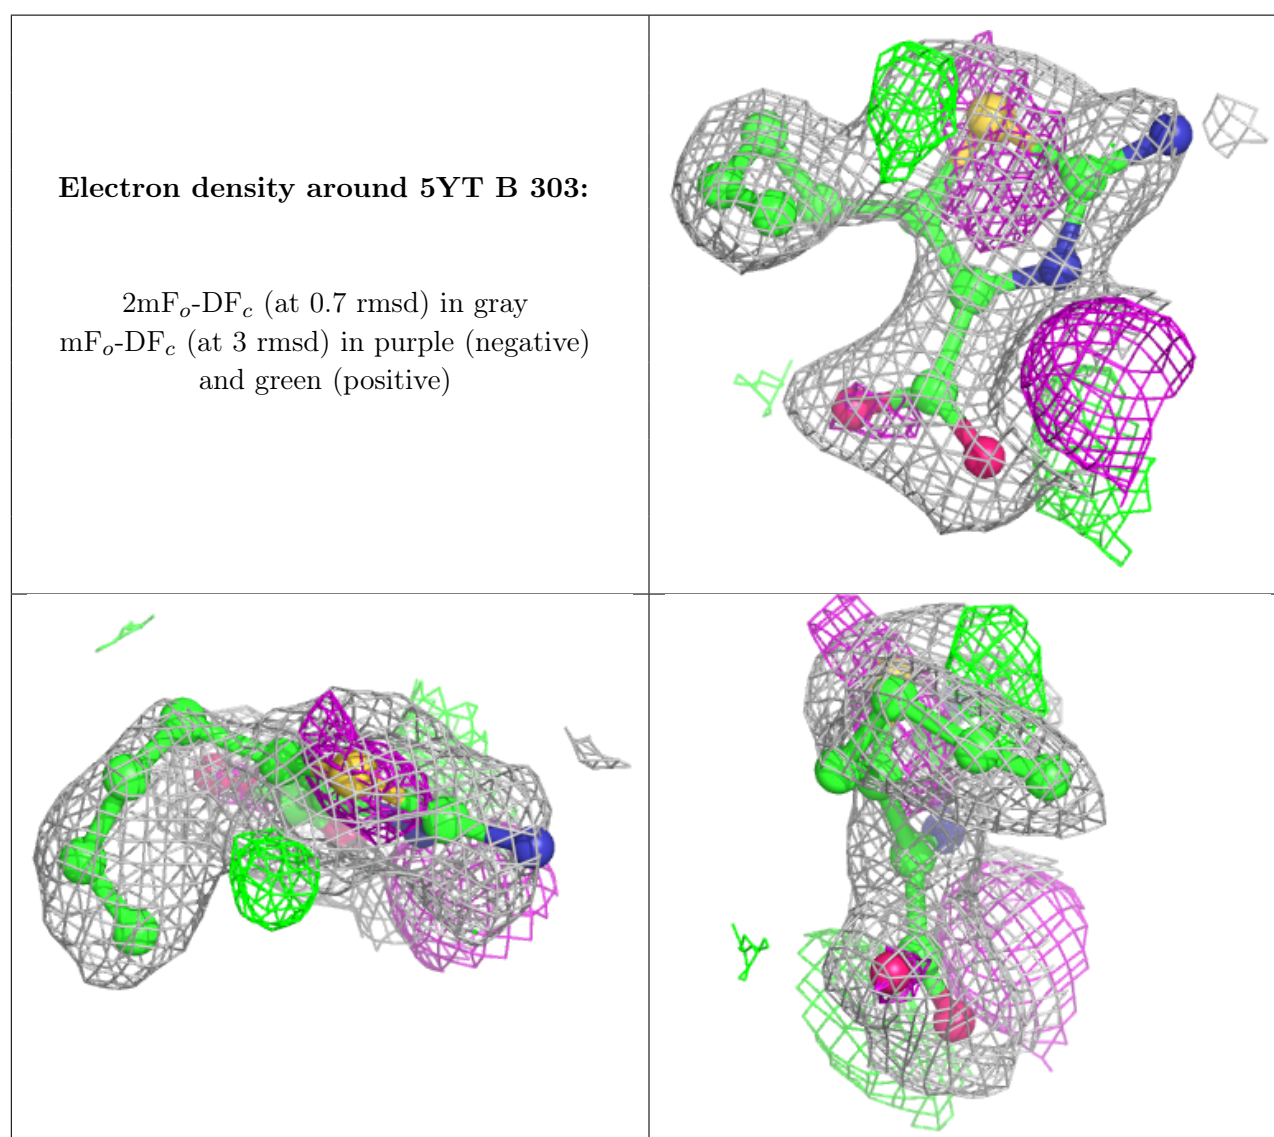 Electron density around 5YT B 303:
2mFₒ-DF𝒸 (at 0.7 rmsd) in gray
mFₒ-DF𝒸 (at 3 rmsd) in purple (negative)
and green (positive)